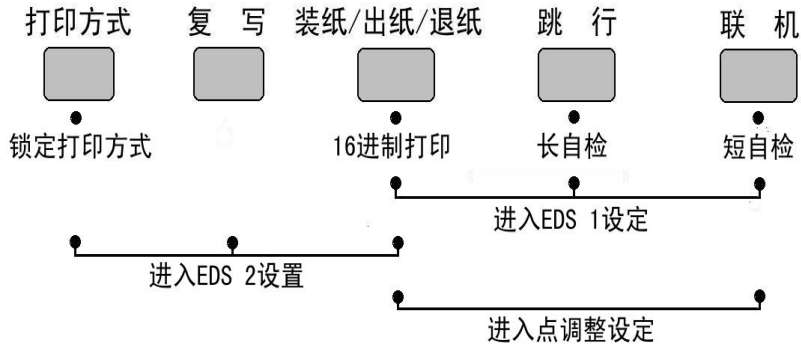 打印方式 复 写 装纸/出纸/退纸 跳 行 联 机
锁定打印方式 16进制打印 长自检 短自检
进入EDS 1设定
进入EDS 2设置
进入点调整设定